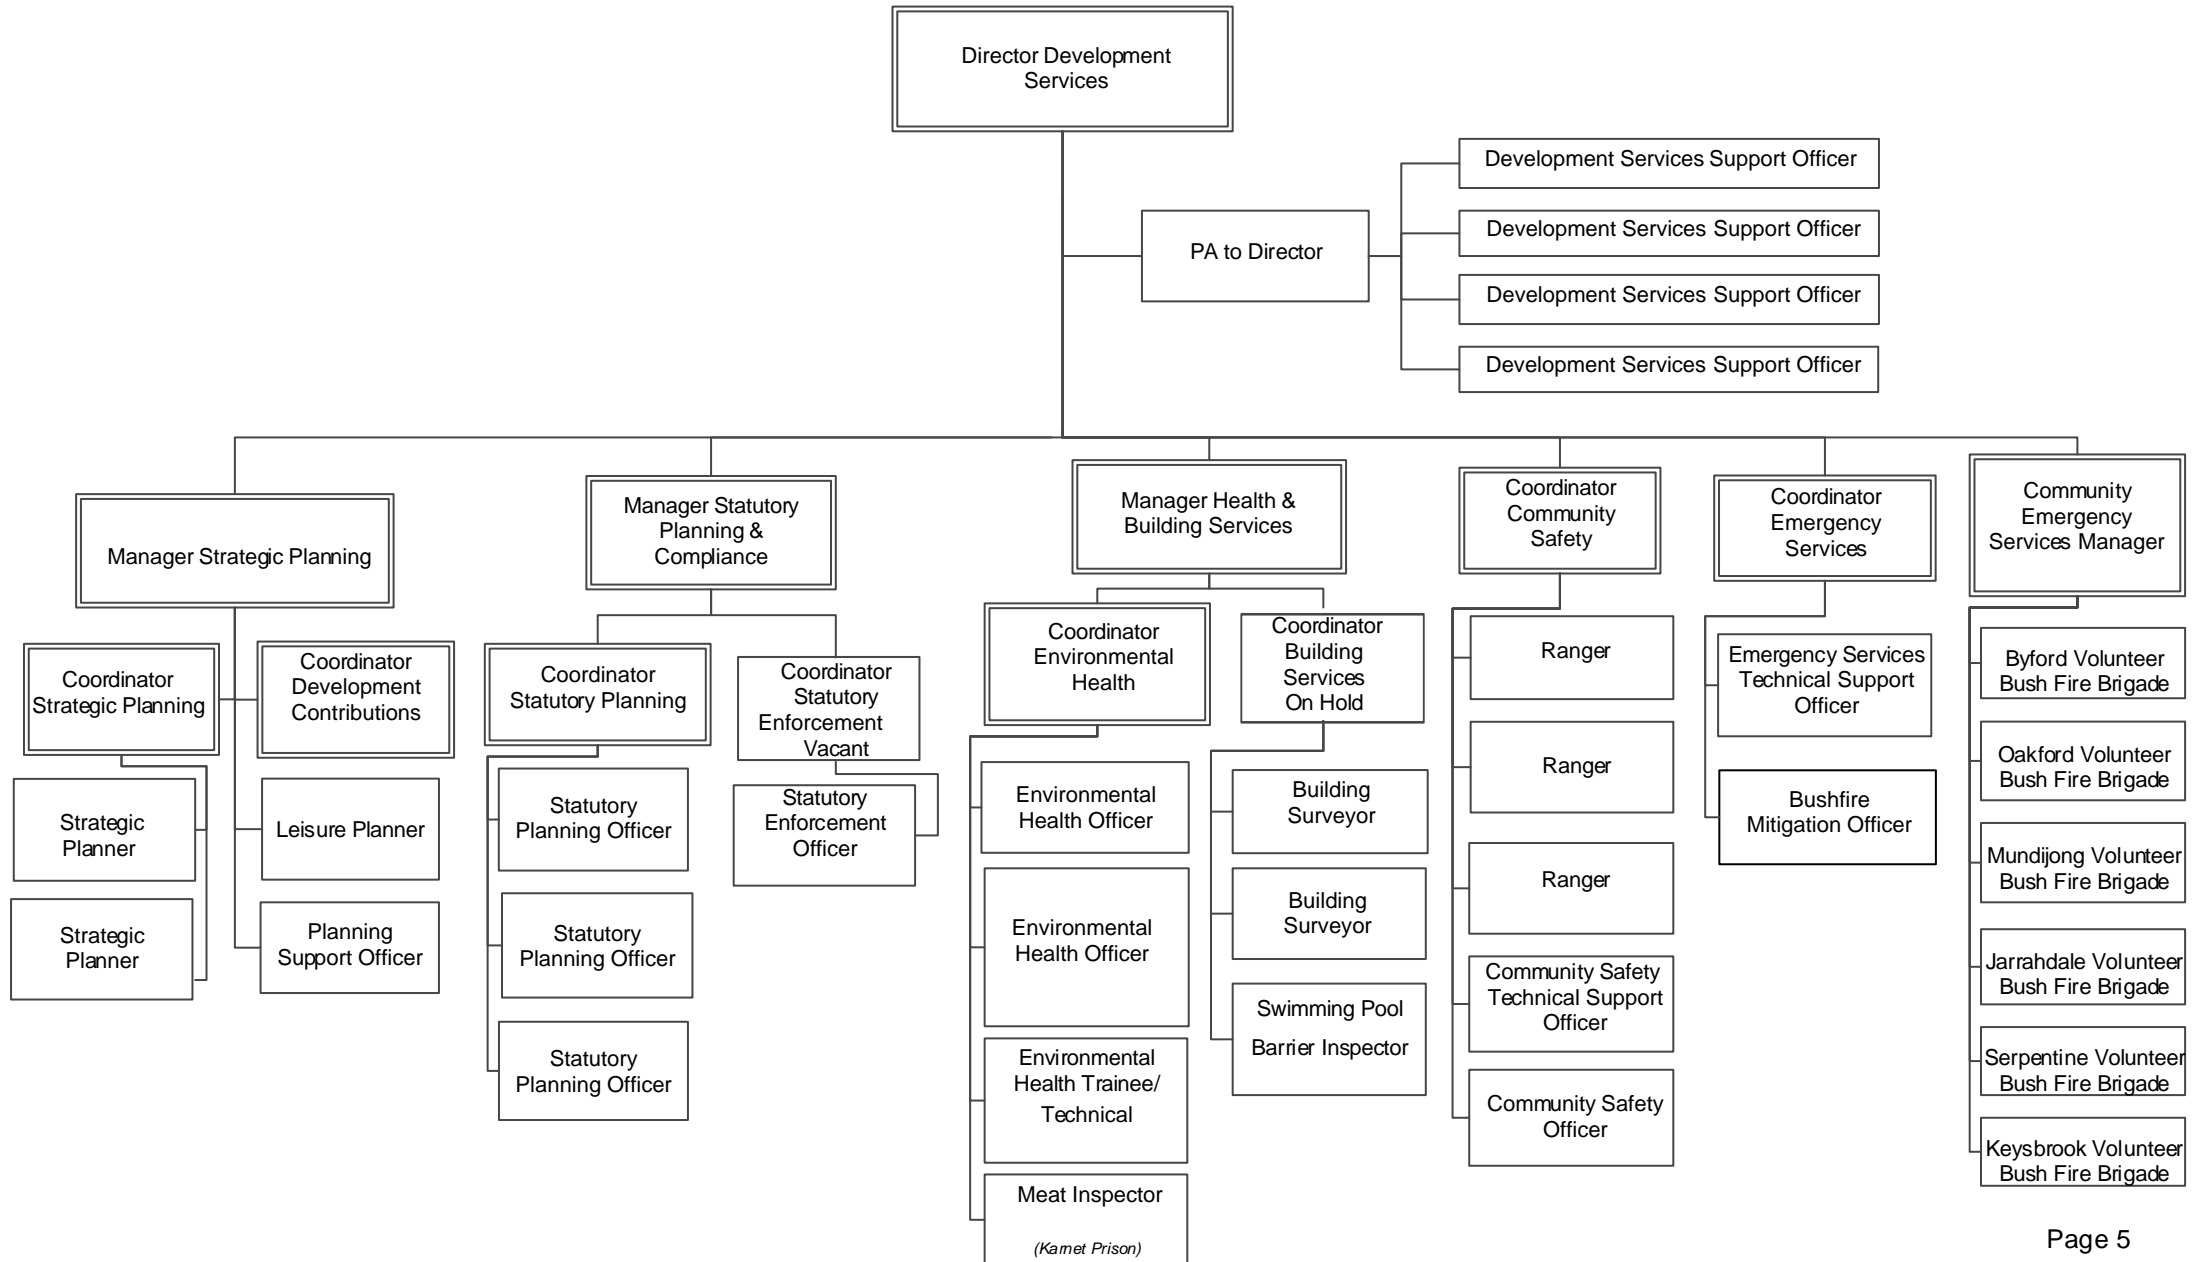 Director Development
Services
Development Services Support Officer
PA to Director
Development Services Support Officer
Development Services Support Officer
Development Services Support Officer
Manager Strategic Planning
Manager Statutory
Planning &
Compliance
Manager Health &
Building Services
Coordinator
Community
Safety
Coordinator
Emergency
Services
Community
Emergency
Services Manager
Coordinator
Strategic Planning
Coordinator
Development
Contributions
Strategic
Planner
Leisure Planner
Strategic
Planner
Planning
Support Officer
Coordinator
Statutory Planning
Coordinator
Statutory
Enforcement
Vacant
Statutory
Planning Officer
Statutory
Enforcement
Officer
Statutory
Planning Officer
Statutory
Planning Officer
Coordinator
Environmental
Health
Coordinator
Building
Services
On Hold
Environmental
Health Officer
Building
Surveyor
Environmental
Health Officer
Building
Surveyor
Environmental
Health Trainee/
Technical
Swimming Pool
Barrier Inspector
Meat Inspector
(Karnet Prison)
Ranger
Ranger
Ranger
Community Safety
Technical Support
Officer
Community Safety
Officer
Emergency Services
Technical Support
Officer
Bushfire
Mitigation Officer
Byford Volunteer
Bush Fire Brigade
Oakford Volunteer
Bush Fire Brigade
Mundijong Volunteer
Bush Fire Brigade
Jarrahdale Volunteer
Bush Fire Brigade
Serpentine Volunteer
Bush Fire Brigade
Keysbrook Volunteer
Bush Fire Brigade
Page 5